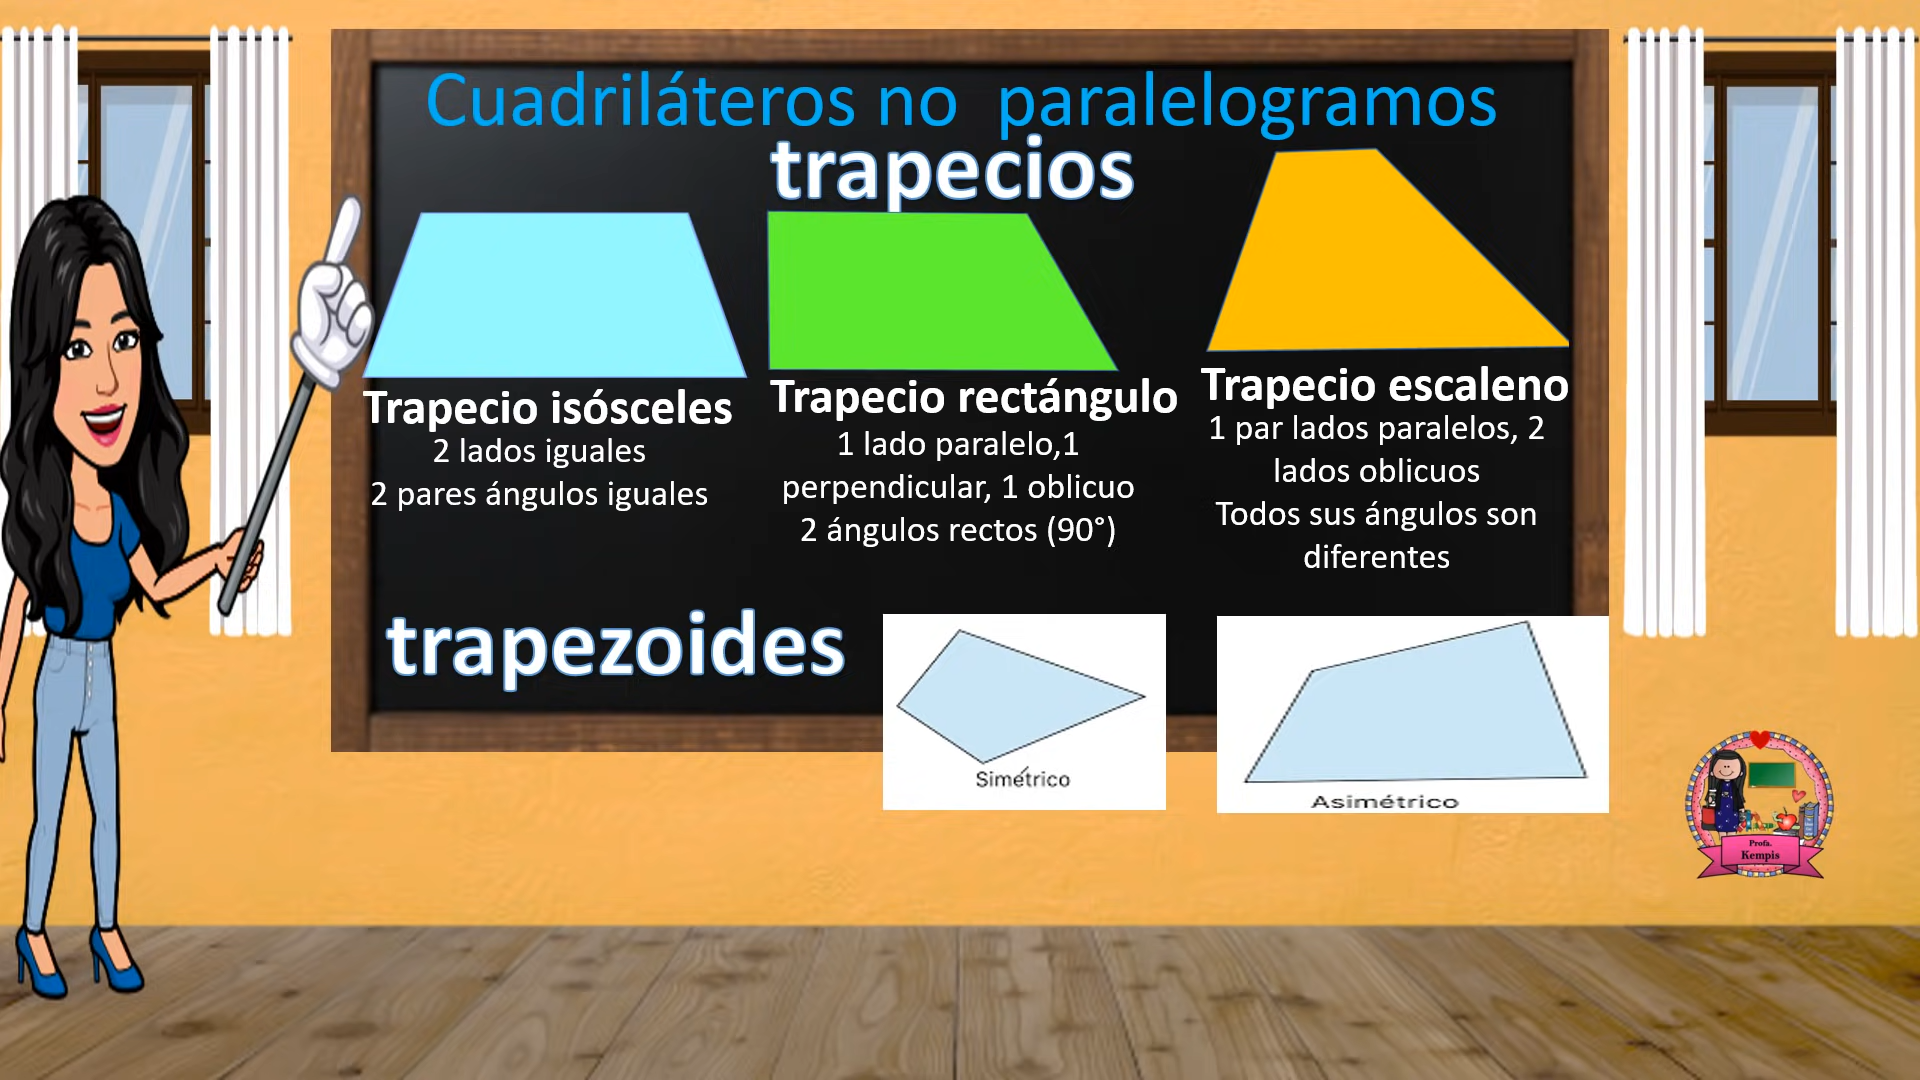 Cuadriláteros no paralelogramos
trapecios
Trapecio isósceles
2 lados iguales
2 pares ángulos iguales
Trapecio rectángulo
1 lado paralelo,1
perpendicular, 1 oblicuo
2 ángulos rectos (90°)
Trapecio escaleno
1 par lados paralelos, 2
lados oblicuos
Todos sus ángulos son
diferentes
trapezoides
Simétrico
Asimétrico
Profa.
Kempis